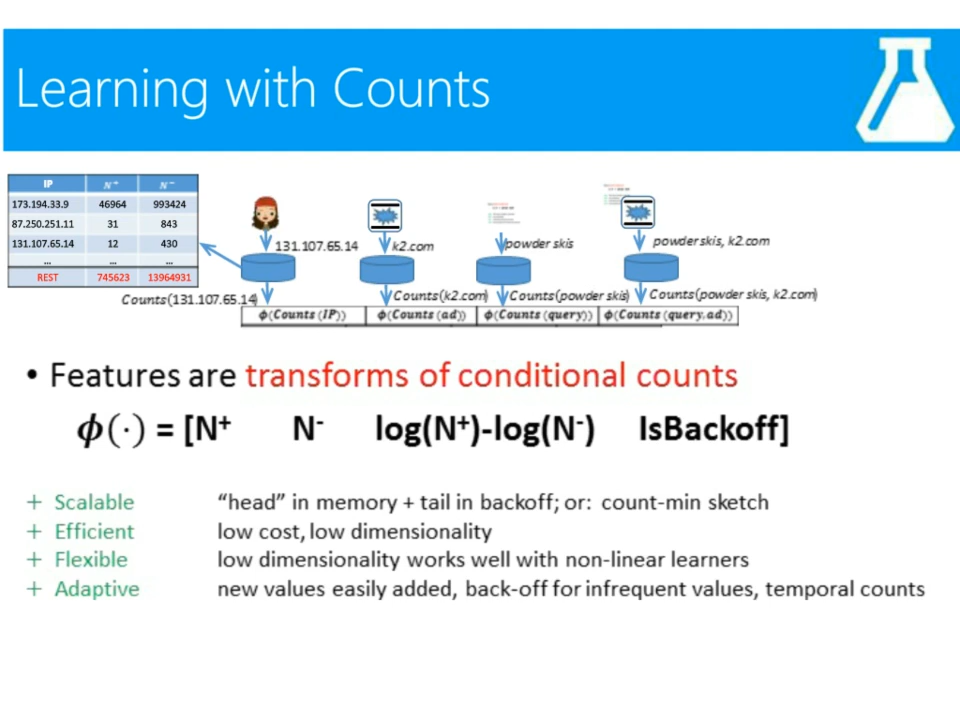 Learning with Counts
IP N⁺ N⁻
173.194.33.9 46964 993424
87.250.251.11 31 843
131.107.65.14 12 430
... ... ...
REST 745623 13964931
131.107.65.14 k2.com powder skis powder skis, k2.com
Counts(131.107.65.14) Counts(k2.com) Counts(powder skis) Counts(powder skis, k2.com)
ϕ(Counts(IP)) ϕ(Counts(ad)) ϕ(Counts(query)) ϕ(Counts(query,ad))
• Features are transforms of conditional counts
ϕ(·) = [N⁺ N⁻ log(N⁺)-log(N⁻) IsBackoff]
+ Scalable "head" in memory + tail in backoff; or: count-min sketch
+ Efficient low cost, low dimensionality
+ Flexible low dimensionality works well with non-linear learners
+ Adaptive new values easily added, back-off for infrequent values, temporal counts